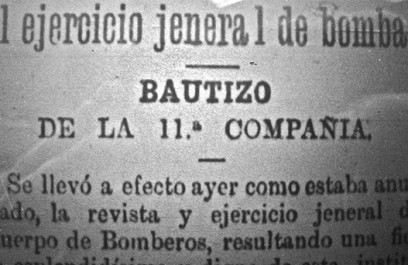 l ejercicio jeneral de bomba
BAUTIZO
DE LA 11.ª COMPAÑIA.
Se llevó a efecto ayer como estaba anu
ado, la revista y ejercicio jeneral d
uerpo de Bomberos, resultando una fie